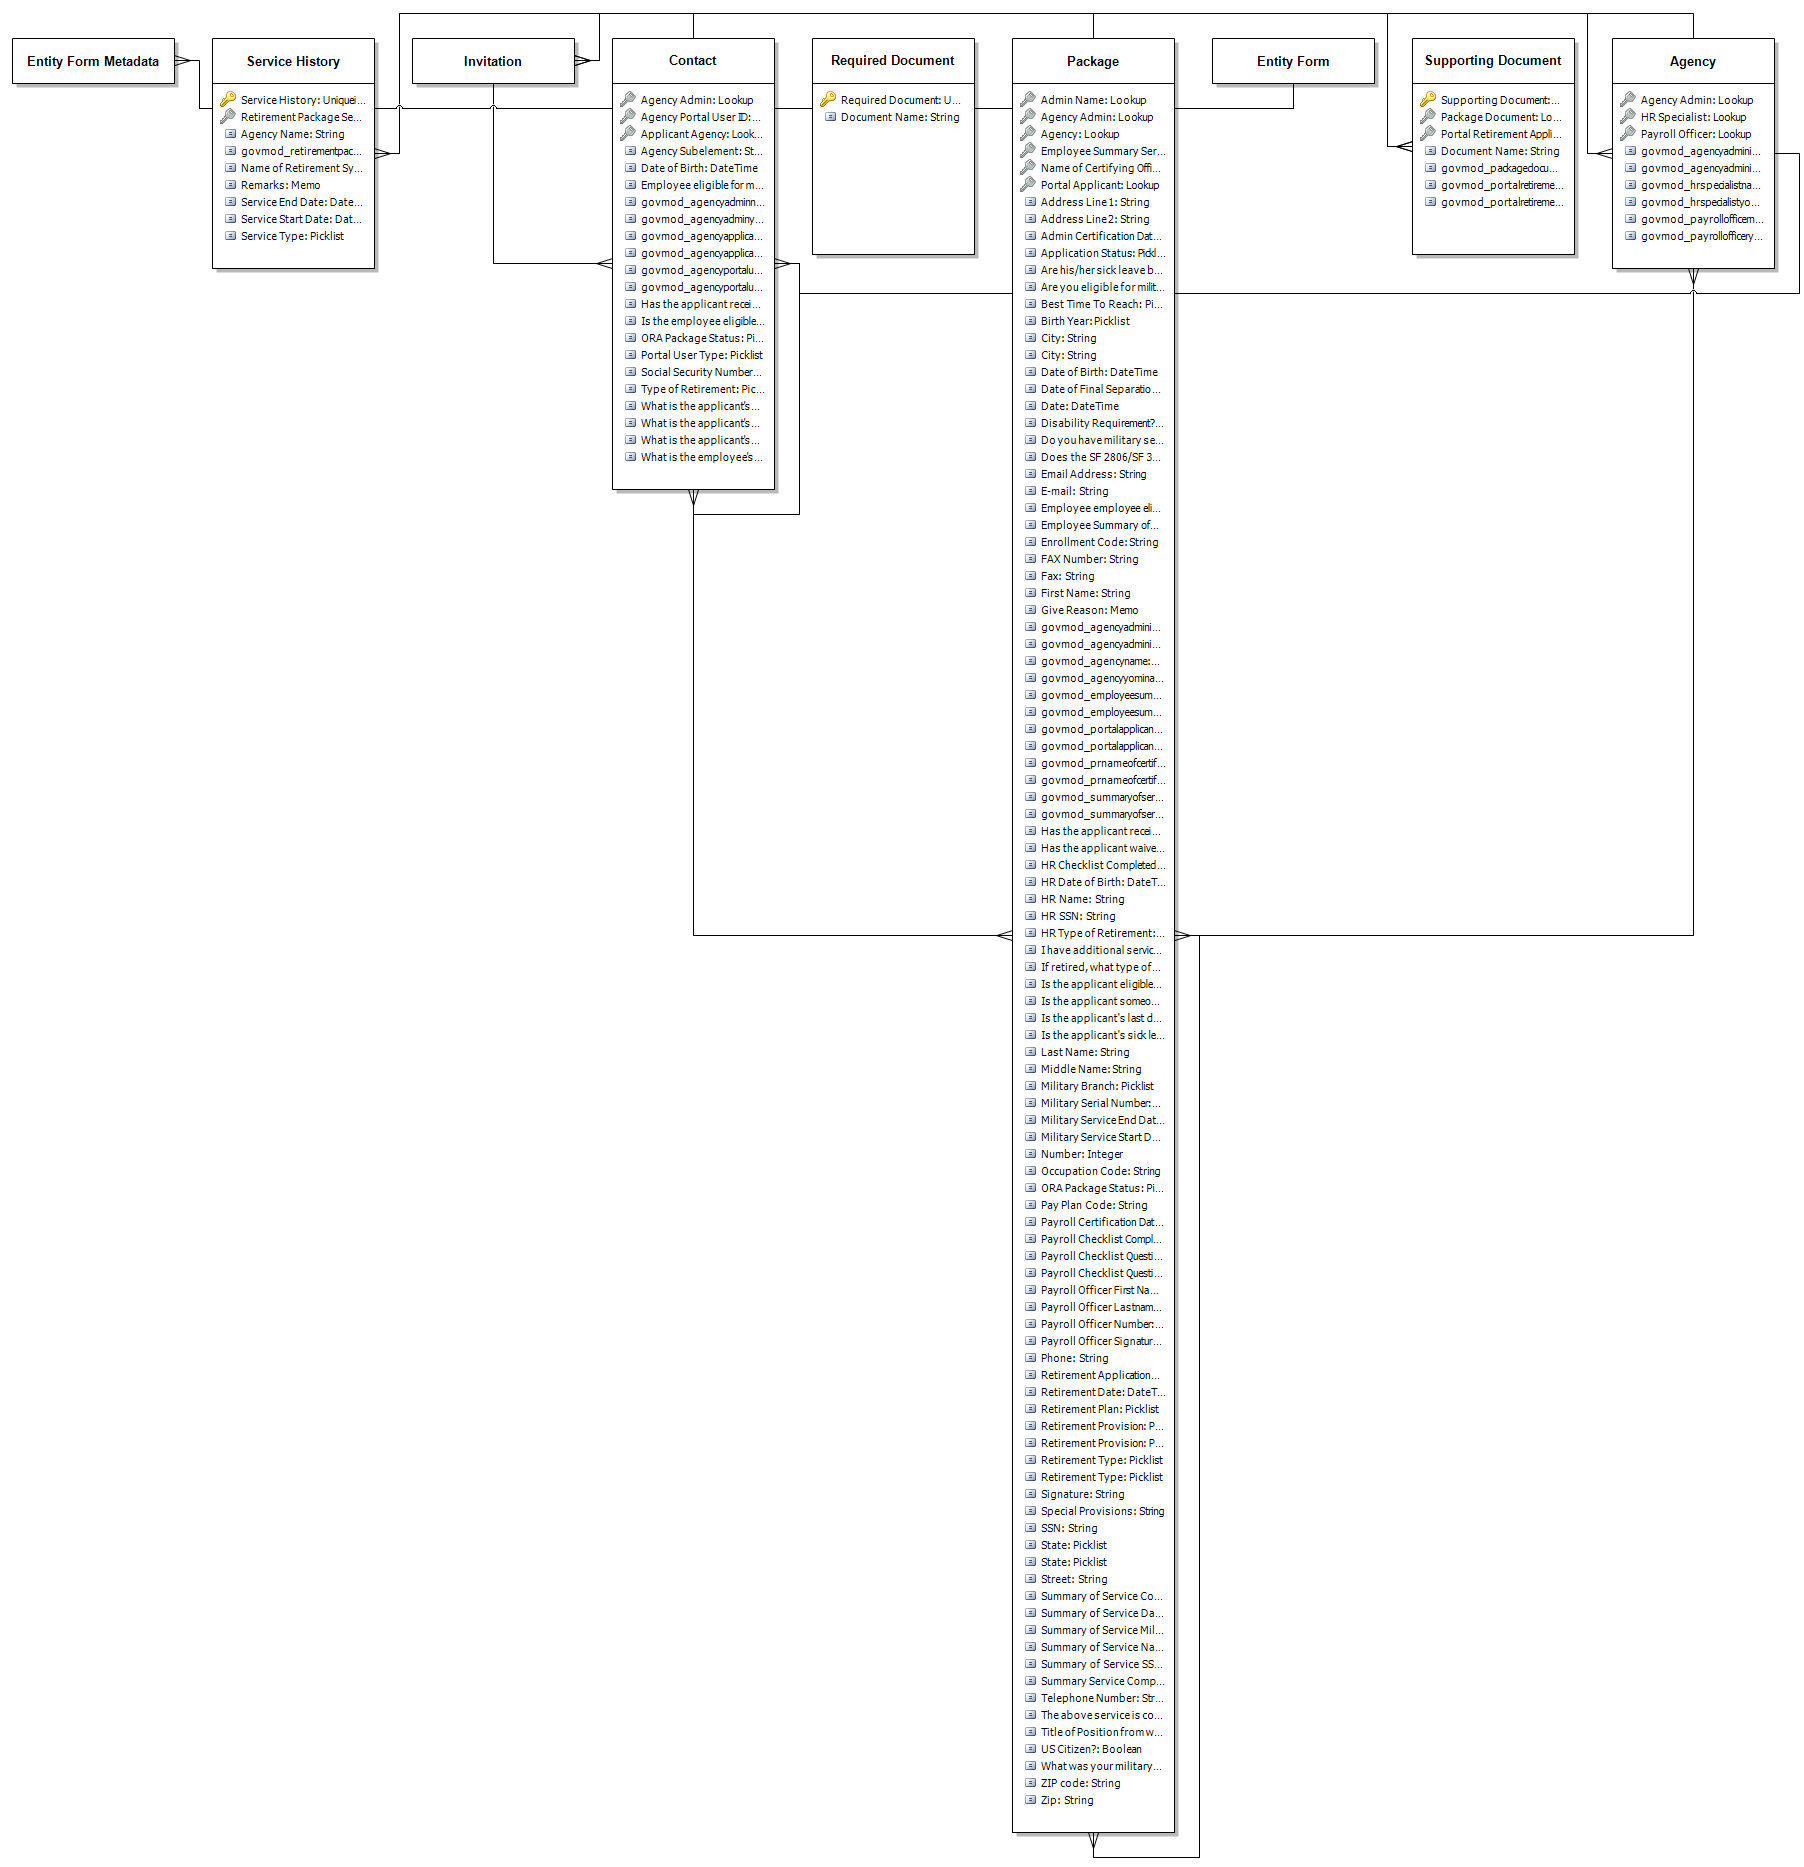 Entity Form Metadata
Service History
Service History: Uniquei...
Retirement Package Se...
Agency Name: String
govmod_retirementpac...
Name of Retirement Sy...
Remarks: Memo
Service End Date: Date...
Service Start Date: Dat...
Service Type: Picklist
Invitation
Contact
Agency Admin: Lookup
Agency Portal User ID:...
Applicant Agency: Look...
Agency Subelement: St...
Date of Birth: DateTime
Employee eligible for m...
govmod_agencyadminn...
govmod_agencyadminy...
govmod_agencyapplica...
govmod_agencyapplica...
govmod_agencyportalu...
govmod_agencyportalu...
Has the applicant recei...
Is the employee eligible...
ORA Package Status: Pi...
Portal User Type: Picklist
Social Security Number...
Type of Retirement: Pic...
What is the applicant's...
What is the applicant's...
What is the applicant's...
What is the employee's...
Required Document
Required Document: U...
Document Name: String
Package
Admin Name: Lookup
Agency Admin: Lookup
Agency: Lookup
Employee Summary Ser...
Name of Certifying Offi...
Portal Applicant: Lookup
Address Line1: String
Address Line2: String
Admin Certification Dat...
Application Status: Pickl...
Are his/her sick leave b...
Are you eligible for milit...
Best Time To Reach: Pi...
Birth Year: Picklist
City: String
City: String
Date of Birth: DateTime
Date of Final Separatio...
Date: DateTime
Disability Requirement?...
Do you have military se...
Does the SF 2806/SF 3...
Email Address: String
E-mail: String
Employee employee eli...
Employee Summary of...
Enrollment Code: String
FAX Number: String
Fax: String
First Name: String
Give Reason: Memo
govmod_agencyadmini...
govmod_agencyadmini...
govmod_agencyname:...
govmod_agencyyomina...
govmod_employeesum...
govmod_employeesum...
govmod_portalapplican...
govmod_portalapplican...
govmod_prnameofcertif...
govmod_prnameofcertif...
govmod_summaryofser...
govmod_summaryofser...
Has the applicant recei...
Has the applicant waive...
HR Checklist Completed...
HR Date of Birth: DateT...
HR Name: String
HR SSN: String
HR Type of Retirement:...
I have additional servic...
If retired, what type of...
Is the applicant eligible...
Is the applicant someo...
Is the applicant's last d...
Is the applicant's sick le...
Last Name: String
Middle Name: String
Military Branch: Picklist
Military Serial Number:...
Military Service End Dat...
Military Service Start D...
Number: Integer
Occupation Code: String
ORA Package Status: Pi...
Pay Plan Code: String
Payroll Certification Dat...
Payroll Checklist Compl...
Payroll Checklist Questi...
Payroll Checklist Questi...
Payroll Officer First Na...
Payroll Officer Lastnam...
Payroll Officer Number:...
Payroll Officer Signatur...
Phone: String
Retirement Application...
Retirement Date: DateT...
Retirement Plan: Picklist
Retirement Provision: P...
Retirement Provision: P...
Retirement Type: Picklist
Retirement Type: Picklist
Signature: String
Special Provisions: String
SSN: String
State: Picklist
State: Picklist
Street: String
Summary of Service Co...
Summary of Service Da...
Summary of Service Mil...
Summary of Service Na...
Summary of Service SS...
Summary Service Comp...
Telephone Number: Str...
The above service is co...
Title of Position from w...
US Citizen?: Boolean
What was your military...
ZIP code: String
Zip: String
Entity Form
Supporting Document
Supporting Document:...
Package Document: Lo...
Portal Retirement Appli...
Document Name: String
govmod_packagedocu...
govmod_portalretireme...
govmod_portalretireme...
Agency
Agency Admin: Lookup
HR Specialist: Lookup
Payroll Officer: Lookup
govmod_agencyadmini...
govmod_agencyadmini...
govmod_hrspecialistna...
govmod_hrspecialistyo...
govmod_payrollofficern...
govmod_payrollofficery...